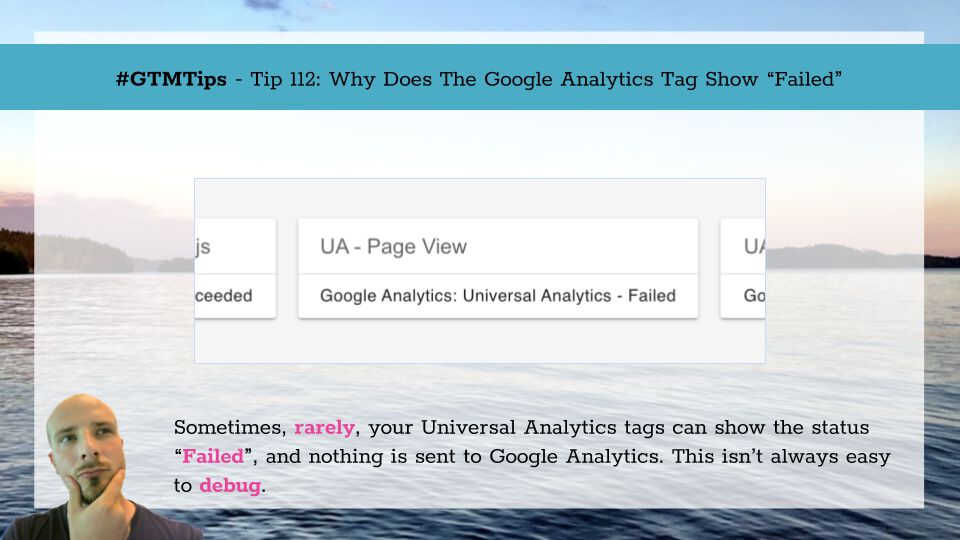 #GTMTips - Tip 112: Why Does The Google Analytics Tag Show “Failed”
js
UA - Page View
UA
ceeded
Google Analytics: Universal Analytics - Failed
Go
Sometimes, rarely, your Universal Analytics tags can show the status
“Failed”, and nothing is sent to Google Analytics. This isn’t always easy
to debug.